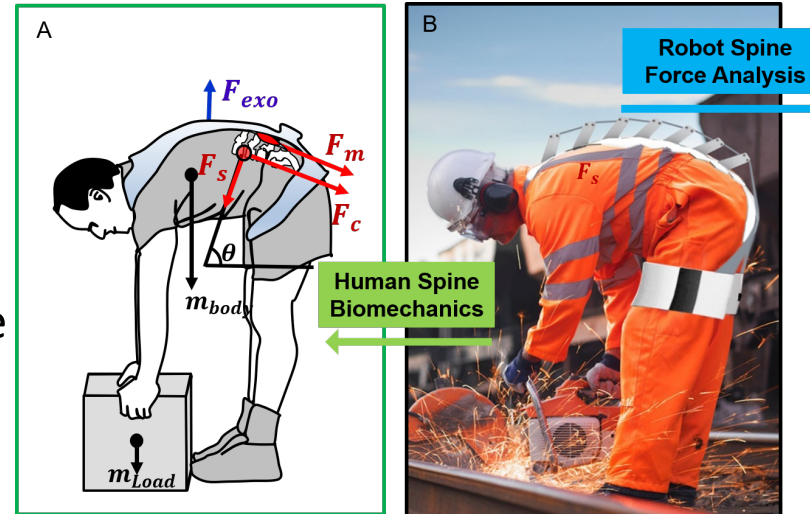 A
F_exo
F_m
F_s
F_c
θ
m_body
m_Load
Human Spine
Biomechanics
B
Robot Spine
Force Analysis
F_s
e